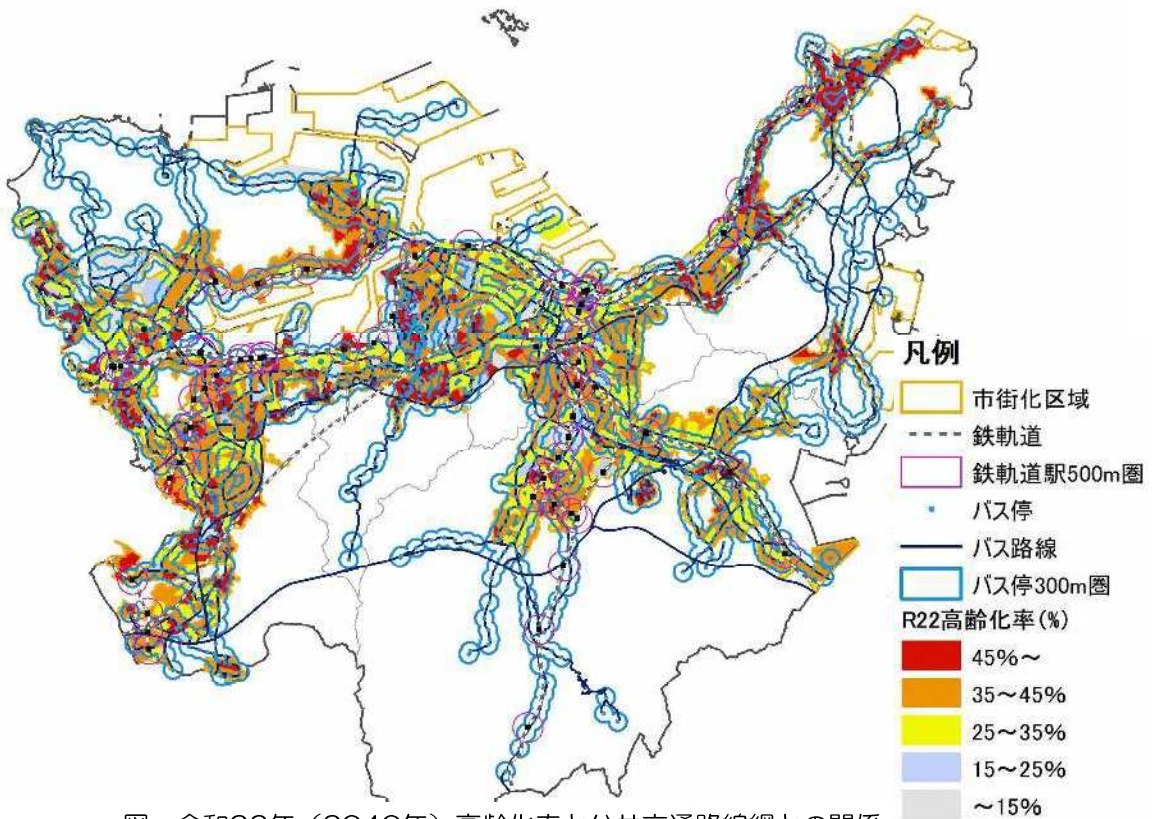 凡例
市街化区域
鉄軌道
鉄軌道駅500m圏
バス停
バス路線
バス停300m圏
R22高齢化率(%)
45%～
35～45%
25～35%
15～25%
～15%